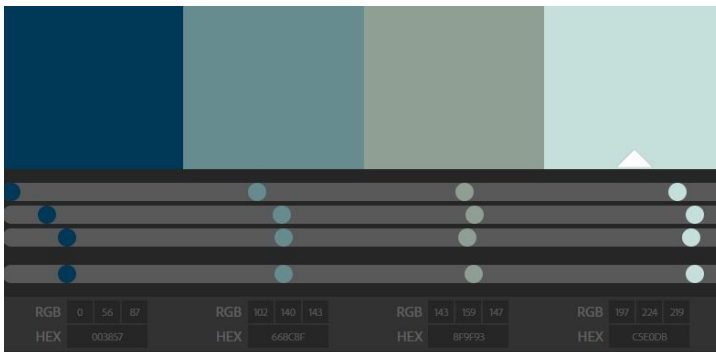 RGB 0 56 87 RGB 102 140 143 RGB 143 159 147 RGB 197 224 219
HEX 003857 HEX 668C8F HEX 8F9F93 HEX C5E0DB